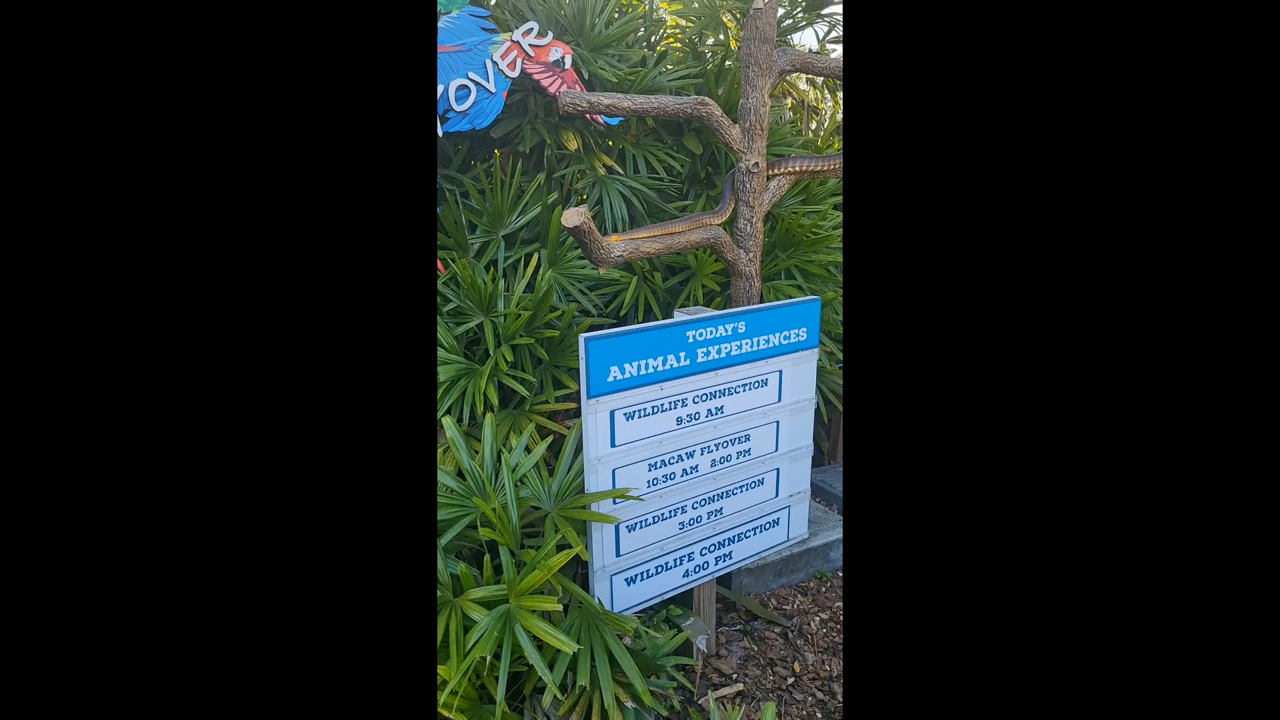 OVER
TODAY'S
ANIMAL EXPERIENCES
WILDLIFE CONNECTION
9:30 AM
MACAW FLYOVER
10:30 AM 2:00 PM
WILDLIFE CONNECTION
3:00 PM
WILDLIFE CONNECTION
4:00 PM